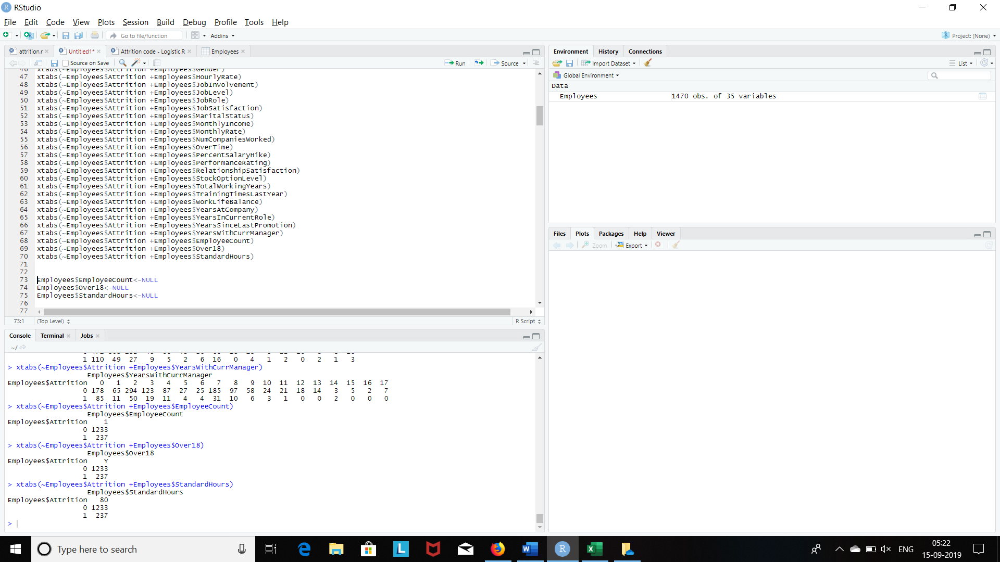 RStudio
File Edit Code View Plots Session Build Debug Profile Tools Help
Go to file/function Addins Project: (None)
attrition.r Untitled1* Attrition code - Logistic.R Employees
Source on Save Run Source
46 xtabs(~Employees$Attrition +Employees$Gender)
47 xtabs(~Employees$Attrition +Employees$HourlyRate)
48 xtabs(~Employees$Attrition +Employees$JobInvolvement)
49 xtabs(~Employees$Attrition +Employees$JobLevel)
50 xtabs(~Employees$Attrition +Employees$JobRole)
51 xtabs(~Employees$Attrition +Employees$JobSatisfaction)
52 xtabs(~Employees$Attrition +Employees$MaritalStatus)
53 xtabs(~Employees$Attrition +Employees$MonthlyIncome)
54 xtabs(~Employees$Attrition +Employees$MonthlyRate)
55 xtabs(~Employees$Attrition +Employees$NumCompaniesWorked)
56 xtabs(~Employees$Attrition +Employees$OverTime)
57 xtabs(~Employees$Attrition +Employees$PercentSalaryHike)
58 xtabs(~Employees$Attrition +Employees$PerformanceRating)
59 xtabs(~Employees$Attrition +Employees$RelationshipSatisfaction)
60 xtabs(~Employees$Attrition +Employees$StockOptionLevel)
61 xtabs(~Employees$Attrition +Employees$TotalWorkingYears)
62 xtabs(~Employees$Attrition +Employees$TrainingTimesLastYear)
63 xtabs(~Employees$Attrition +Employees$WorkLifeBalance)
64 xtabs(~Employees$Attrition +Employees$YearsAtCompany)
65 xtabs(~Employees$Attrition +Employees$YearsInCurrentRole)
66 xtabs(~Employees$Attrition +Employees$YearsSinceLastPromotion)
67 xtabs(~Employees$Attrition +Employees$YearsWithCurrManager)
68 xtabs(~Employees$Attrition +Employees$EmployeeCount)
69 xtabs(~Employees$Attrition +Employees$Over18)
70 xtabs(~Employees$Attrition +Employees$StandardHours)
71
72
73 Employees$EmployeeCount<-NULL
74 Employees$Over18<-NULL
75 Employees$StandardHours<-NULL
76
77
73:1 (Top Level) R Script
Console Terminal Jobs
~/
1 110 49 27 9 5 2 6 16 0 4 1 2 0 2 1 3
> xtabs(~Employees$Attrition +Employees$YearsWithCurrManager)
Employees$YearsWithCurrManager
Employees$Attrition 0 1 2 3 4 5 6 7 8 9 10 11 12 13 14 15 16 17
0 178 65 294 123 87 27 25 185 97 58 24 21 18 14 3 5 2 7
1 85 11 50 19 11 4 4 31 10 6 3 1 0 0 2 0 0 0
> xtabs(~Employees$Attrition +Employees$EmployeeCount)
Employees$EmployeeCount
Employees$Attrition 1
0 1233
1 237
> xtabs(~Employees$Attrition +Employees$Over18)
Employees$Over18
Employees$Attrition Y
0 1233
1 237
> xtabs(~Employees$Attrition +Employees$StandardHours)
Employees$StandardHours
Employees$Attrition 80
0 1233
1 237
>
Environment History Connections
Import Dataset List
Global Environment
Data
Employees 1470 obs. of 35 variables
Files Plots Packages Help Viewer
Zoom Export
Type here to search
ENG
05:22
15-09-2019